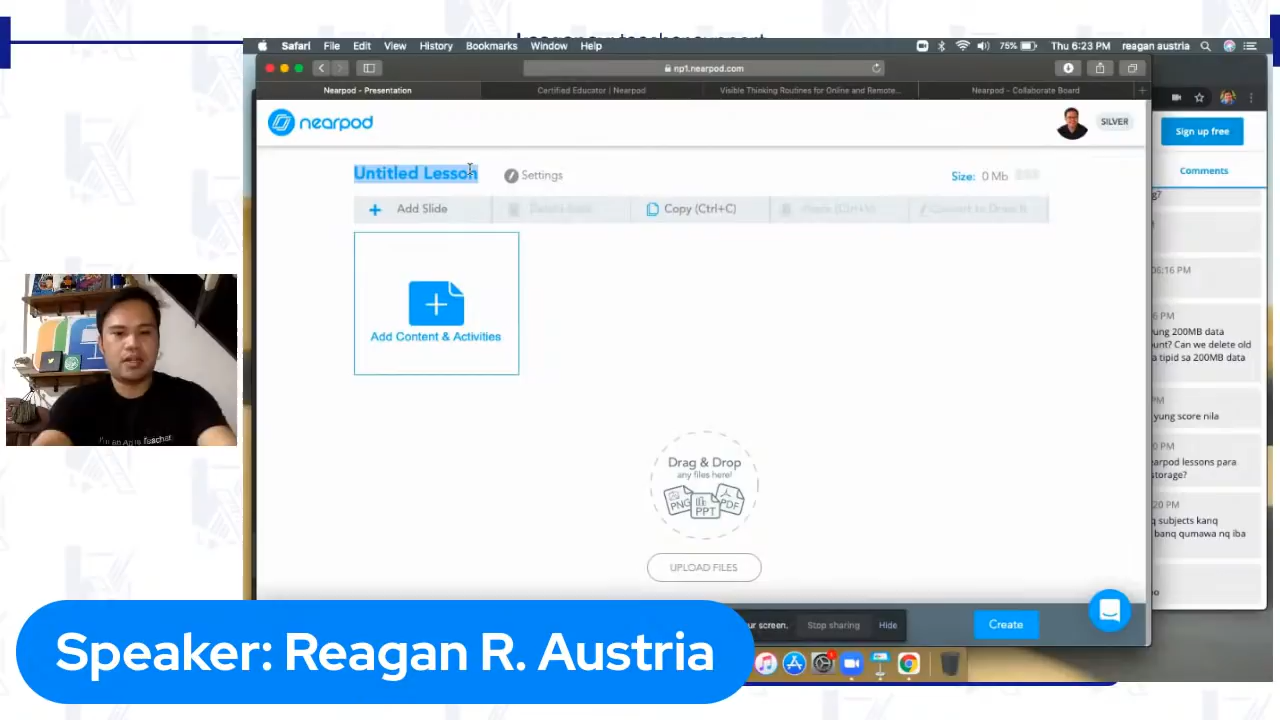 Safari File Edit View History Bookmarks Window Help
75% Thu 6:23 PM reagan austria
np1.nearpod.com
Nearpod - Presentation
Certified Educator | Nearpod
Visible Thinking Routines for Online and Remote...
Nearpod - Collaborate Board
nearpod
SILVER
Sign up free
Untitled Lesson
Settings
Size: 0 Mb
Comments
Add Slide
Copy (Ctrl+C)
Add Content & Activities
Drag & Drop
any files here!
PNG
PPT
PDF
UPLOAD FILES
yung 200MB data
ount? Can we delete old
a tipid sa 200MB data
yung score nila
earpod lessons para
storage?
q subjects kanq
banq qumawa nq iba
ur screen.
Stop sharing
Hide
Create
Speaker: Reagan R. Austria